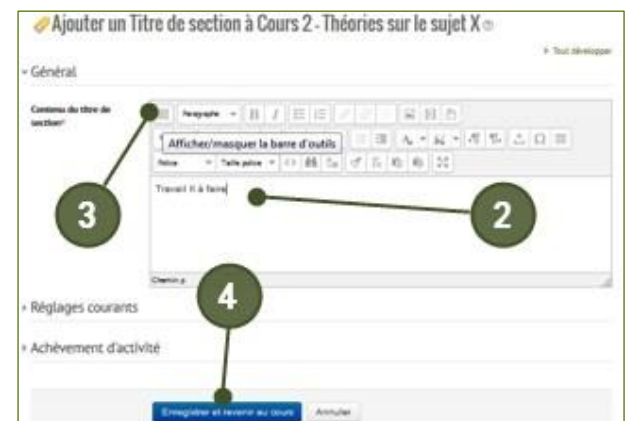 Ajouter un Titre de section à Cours 2 - Théories sur le sujet X
Tout développer
Général
Contenu du titre de
section*
Paragraphe B I
Afficher/masquer la barre d'outils
Police Taille police
Travail X à faire
Chemin: p
3
2
4
Réglages courants
Achèvement d'activité
Enregistrer et revenir au cours Annuler